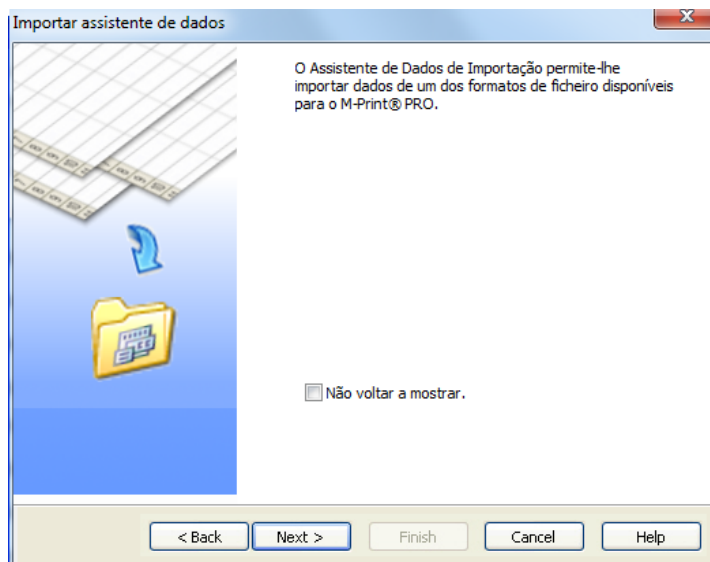 Importar assistente de dados
O Assistente de Dados de Importação permite-lhe
importar dados de um dos formatos de ficheiro disponíveis
para o M-Print® PRO.
Não voltar a mostrar.
< Back Next > Finish Cancel Help